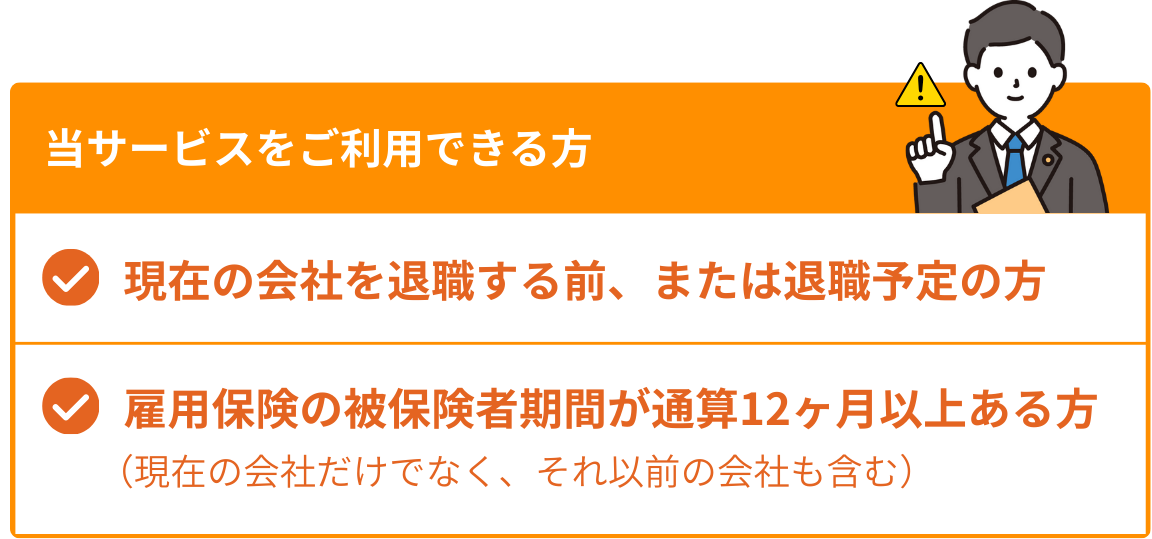 当サービスをご利用できる方
現在の会社を退職する前、または退職予定の方
雇用保険の被保険者期間が通算12ヶ月以上ある方
（現在の会社だけでなく、それ以前の会社も含む）